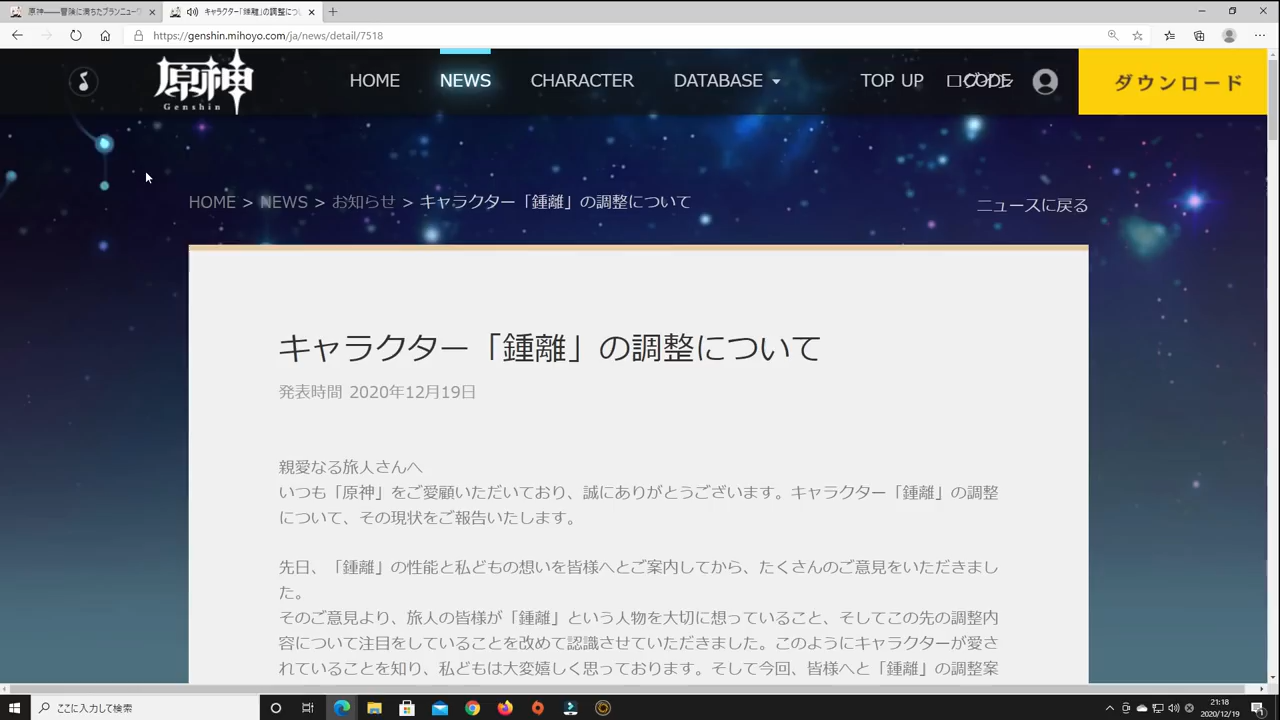 原神——冒険に満ちたブランニューワ
キャラクター「鍾離」の調整につい
https://genshin.mihoyo.com/ja/news/detail/7518
原神
Genshin
HOME
NEWS
CHARACTER
DATABASE
TOP UP
CODE
ログイン
ダウンロード
HOME > NEWS > お知らせ > キャラクター「鍾離」の調整について
ニュースに戻る
キャラクター「鍾離」の調整について
発表時間 2020年12月19日
親愛なる旅人さんへ
いつも「原神」をご愛顧いただいており、誠にありがとうございます。キャラクター「鍾離」の調整
について、その現状をご報告いたします。
先日、「鍾離」の性能と私どもの想いを皆様へとご案内してから、たくさんのご意見をいただきまし
た。
そのご意見より、旅人の皆様が「鍾離」という人物を大切に想っていること、そしてこの先の調整内
容について注目をしていることを改めて認識させていただきました。このようにキャラクターが愛さ
れていることを知り、私どもは大変嬉しく思っております。そして今回、皆様へと「鍾離」の調整案
ここに入力して検索
21:18
2020/12/19